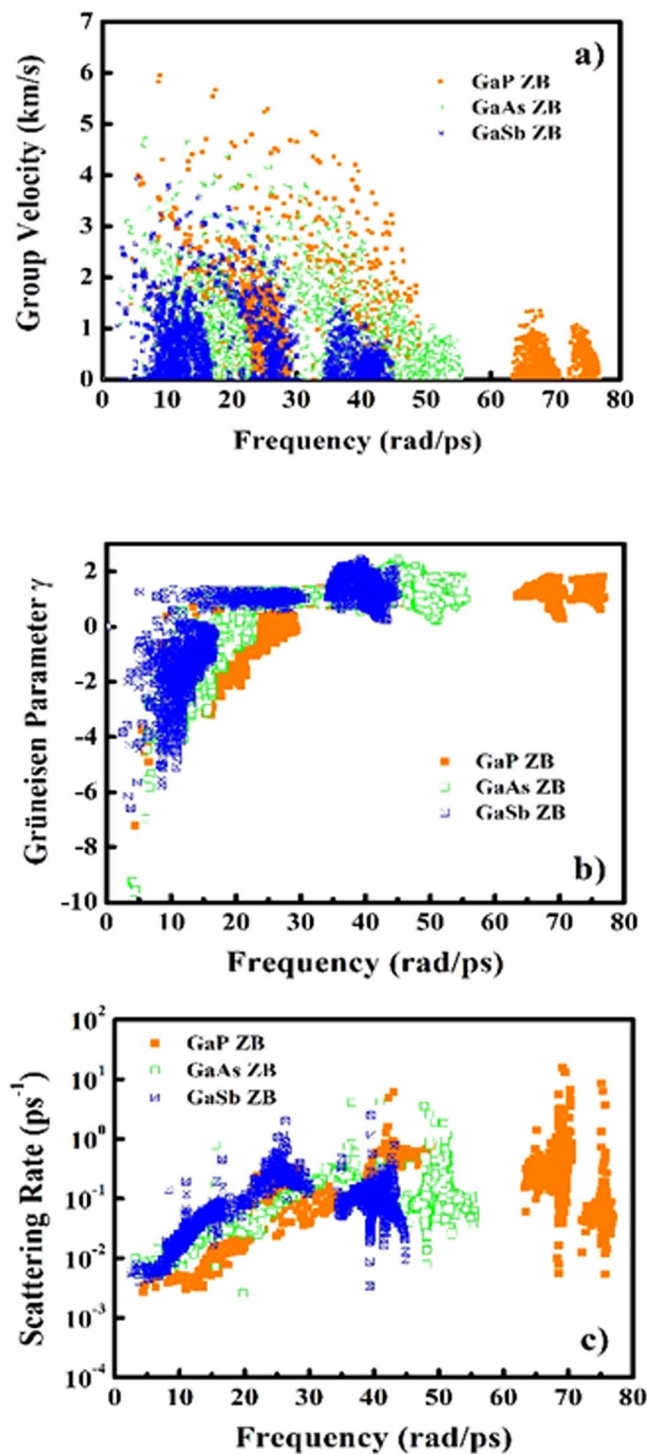 7
6
5
4
3
2
1
0
Group Velocity (km/s)
a)
GaP ZB
GaAs ZB
GaSb ZB
0 10 20 30 40 50 60 70 80
Frequency (rad/ps)
2
0
-2
-4
-6
-8
-10
Grüneisen Parameter γ
GaP ZB
GaAs ZB
GaSb ZB
b)
0 10 20 30 40 50 60 70 80
Frequency (rad/ps)
10²
10¹
10⁰
10⁻¹
10⁻²
10⁻³
10⁻⁴
Scattering Rate (ps⁻¹)
GaP ZB
GaAs ZB
GaSb ZB
c)
0 10 20 30 40 50 60 70 80
Frequency (rad/ps)